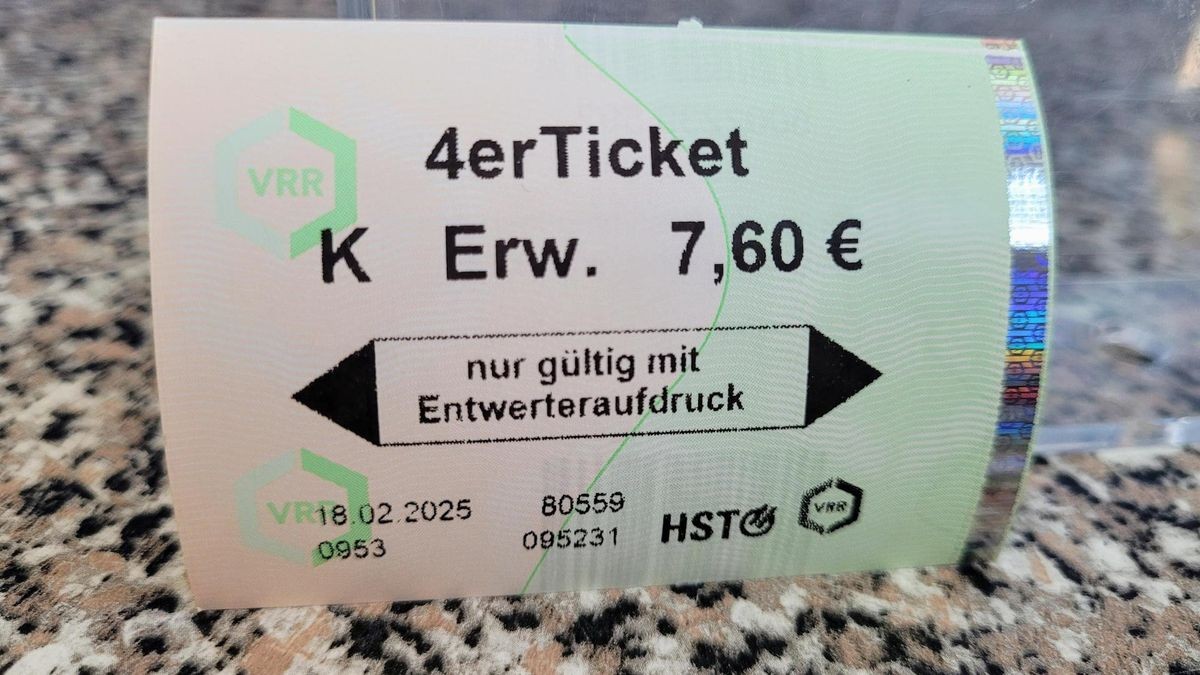 VRR
4erTicket
K Erw. 7,60 €
nur gültig mit
Entwerteraufdruck
VRR
18.02.2025 80559
0953 095231
HST
VRR